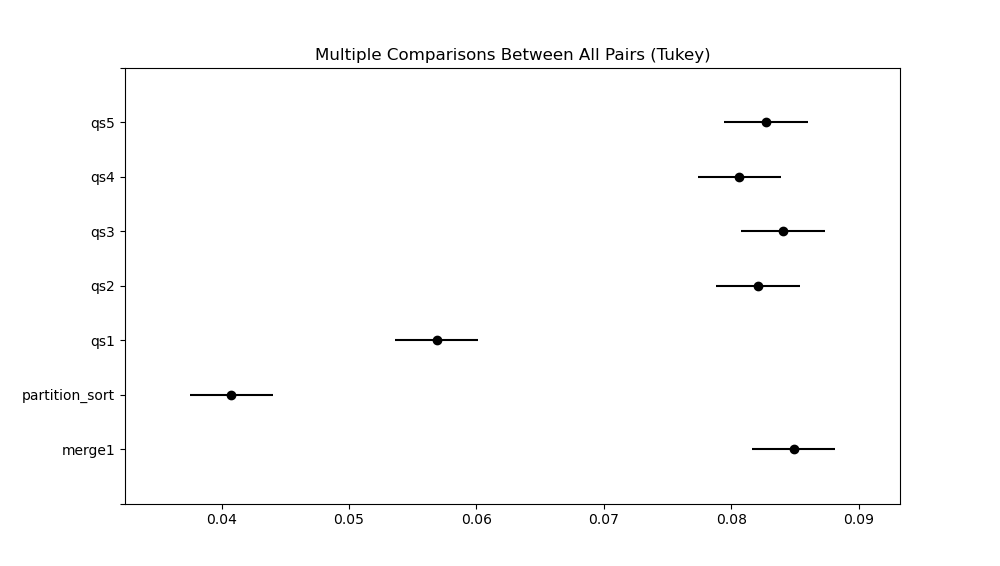 Multiple Comparisons Between All Pairs (Tukey)
qs5
qs4
qs3
qs2
qs1
partition_sort
merge1
0.04 0.05 0.06 0.07 0.08 0.09